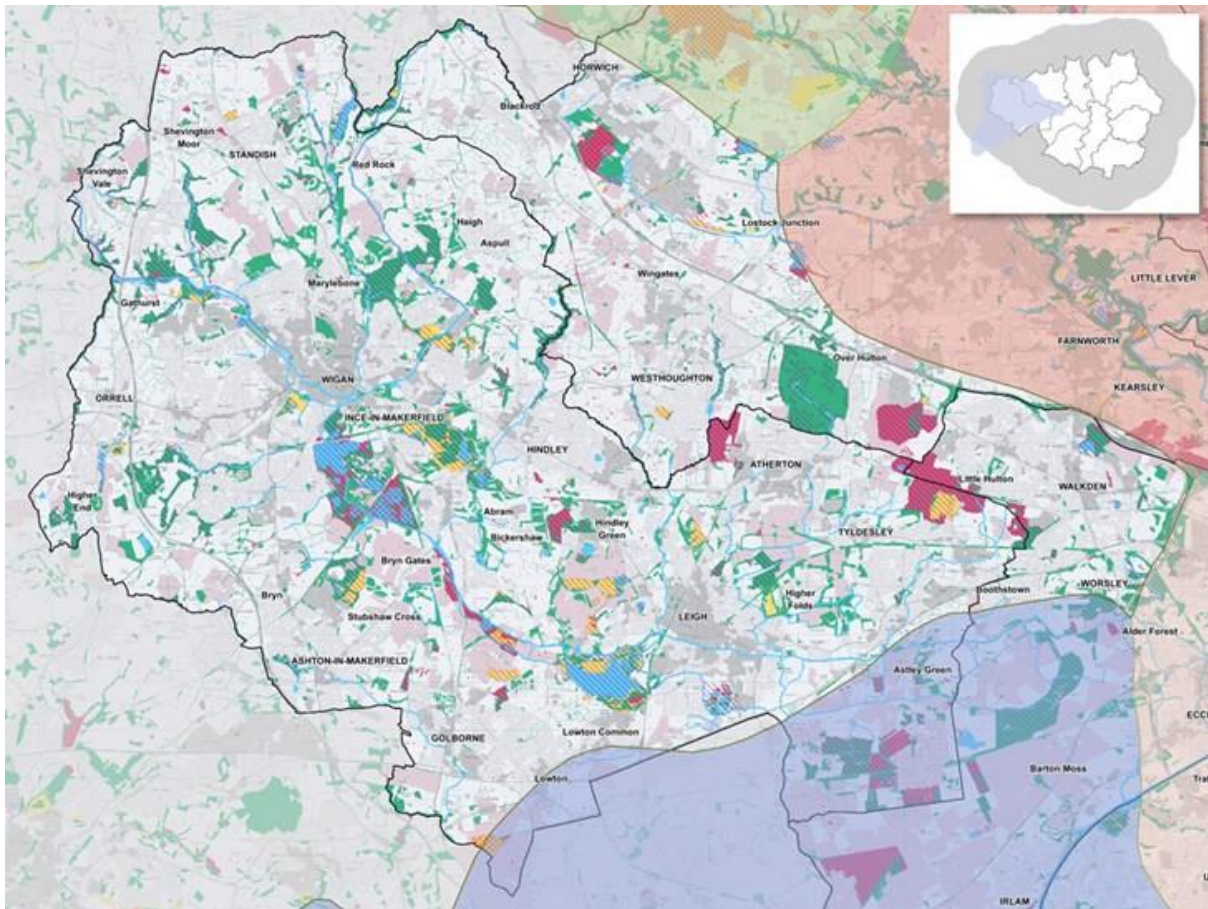 HORWICH
Blackrod
Shevington
Moor
STANDISH
Red Rock
Shevington
Vale
Haigh
Aspull
Lostock Junction
Wingates
LITTLE LEVER
Marylebone
Gathurst
FARNWORTH
Over Hulton
WIGAN
WESTHOUGHTON
KEARSLEY
ORRELL
INCE-IN-MAKERFIELD
HINDLEY
ATHERTON
Little Hulton
WALKDEN
Higher
End
Abram
Bickershaw
Hindley
Green
TYLDESLEY
Bryn Gates
Bryn
Higher
Folds
Boothstown
WORSLEY
Stubshaw Cross
LEIGH
Alder Forest
ASHTON-IN-MAKERFIELD
Astley Green
GOLBORNE
Lowton Common
ECC
Lowton
Barton Moss
Tra
IRLAM
U